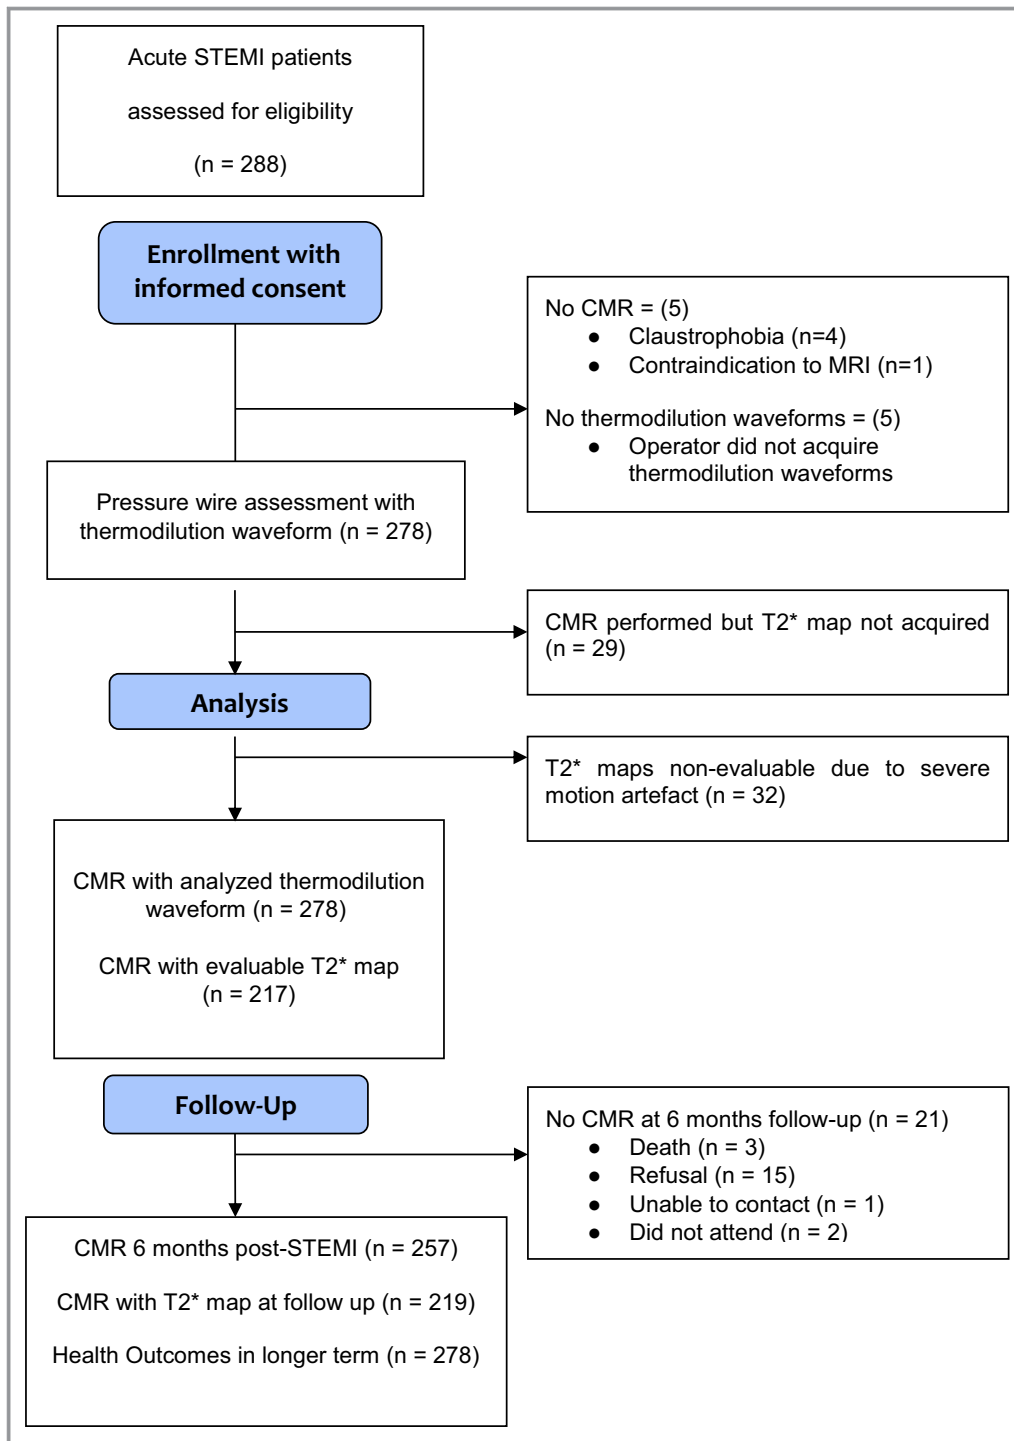 Acute STEMI patients
assessed for eligibility
(n = 288)
Enrollment with
informed consent
No CMR = (5)
● Claustrophobia (n=4)
● Contraindication to MRI (n=1)
No thermodilution waveforms = (5)
● Operator did not acquire
thermodilution waveforms
Pressure wire assessment with
thermodilution waveform (n = 278)
CMR performed but T2* map not acquired
(n = 29)
Analysis
T2* maps non-evaluable due to severe
motion artefact (n = 32)
CMR with analyzed thermodilution
waveform (n = 278)
CMR with evaluable T2* map
(n = 217)
Follow-Up
No CMR at 6 months follow-up (n = 21)
● Death (n = 3)
● Refusal (n = 15)
● Unable to contact (n = 1)
● Did not attend (n = 2)
CMR 6 months post-STEMI (n = 257)
CMR with T2* map at follow up (n = 219)
Health Outcomes in longer term (n = 278)